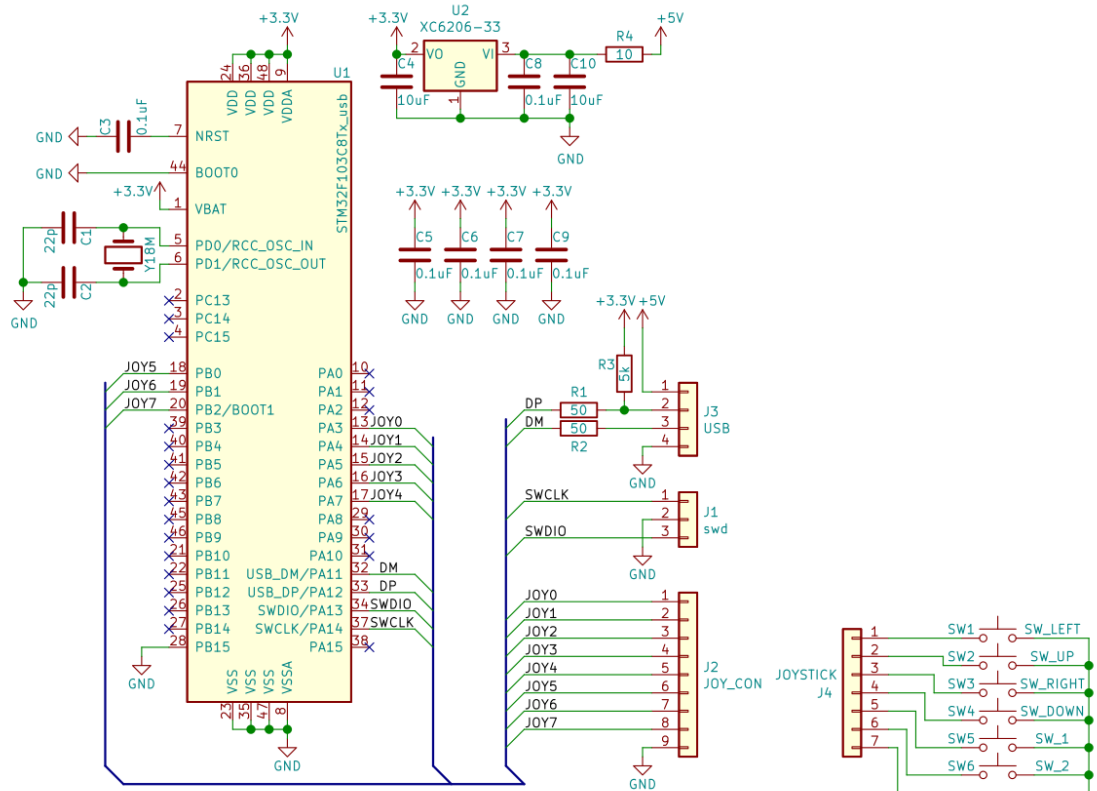 +3.3V
U2
XC6206-33
+3.3V
+5V
R4
10
2
VO
VI
3
GND
1
C4
10uF
C8
0.1uF
C10
10uF
GND
U1
STM32F103C8Tx_usb
24
36
48
9
VDD
VDD
VDD
VDDA
GND
C3
0.1uF
7
NRST
GND
44
BOOT0
+3.3V
1
VBAT
22p
C1
Y18M
5
PD0/RCC_OSC_IN
6
PD1/RCC_OSC_OUT
22p
C2
GND
2
PC13
3
PC14
4
PC15
+3.3V
+3.3V
+3.3V
+3.3V
C5
C6
C7
C9
0.1uF
0.1uF
0.1uF
0.1uF
GND
GND
GND
GND
JOY5
18
PB0
JOY6
19
PB1
JOY7
20
PB2/BOOT1
39
PB3
40
PB4
41
PB5
42
PB6
43
PB7
45
PB8
46
PB9
21
PB10
22
PB11
25
PB12
26
PB13
27
PB14
28
PB15
GND
PA0
10
PA1
11
PA2
12
PA3
13
JOY0
PA4
14
JOY1
PA5
15
JOY2
PA6
16
JOY3
PA7
17
JOY4
PA8
29
PA9
30
PA10
31
USB_DM/PA11
32
DM
USB_DP/PA12
33
DP
SWDIO/PA13
34
SWDIO
SWCLK/PA14
37
SWCLK
PA15
38
VSS
VSS
VSS
VSSA
23
35
47
8
GND
+3.3V
+5V
R3
5k
DP
R1
50
DM
50
R2
1
2
3
4
J3
USB
GND
SWCLK
SWDIO
1
2
3
J1
swd
GND
JOY0
1
JOY1
2
JOY2
3
JOY3
4
JOY4
5
JOY5
6
JOY6
7
JOY7
8
9
J2
JOY_CON
GND
JOYSTICK
J4
1
2
3
4
5
6
7
SW1
SW_LEFT
SW2
SW_UP
SW3
SW_RIGHT
SW4
SW_DOWN
SW5
SW_1
SW6
SW_2